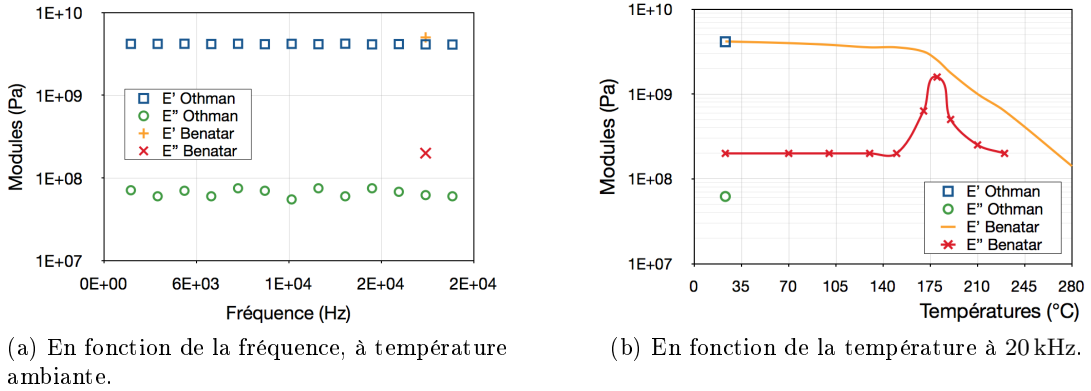 1E+10
1E+09
1E+08
1E+07
Modules (Pa)
E' Othman
E" Othman
E' Benatar
E" Benatar
0E+00 6E+03 1E+04 2E+04 2E+04
Fréquence (Hz)
(a) En fonction de la fréquence, à température
ambiante.
1E+10
1E+09
1E+08
1E+07
Modules (Pa)
E' Othman
E" Othman
E' Benatar
E" Benatar
0 35 70 105 140 175 210 245 280
Températures (°C)
(b) En fonction de la température à 20 kHz.